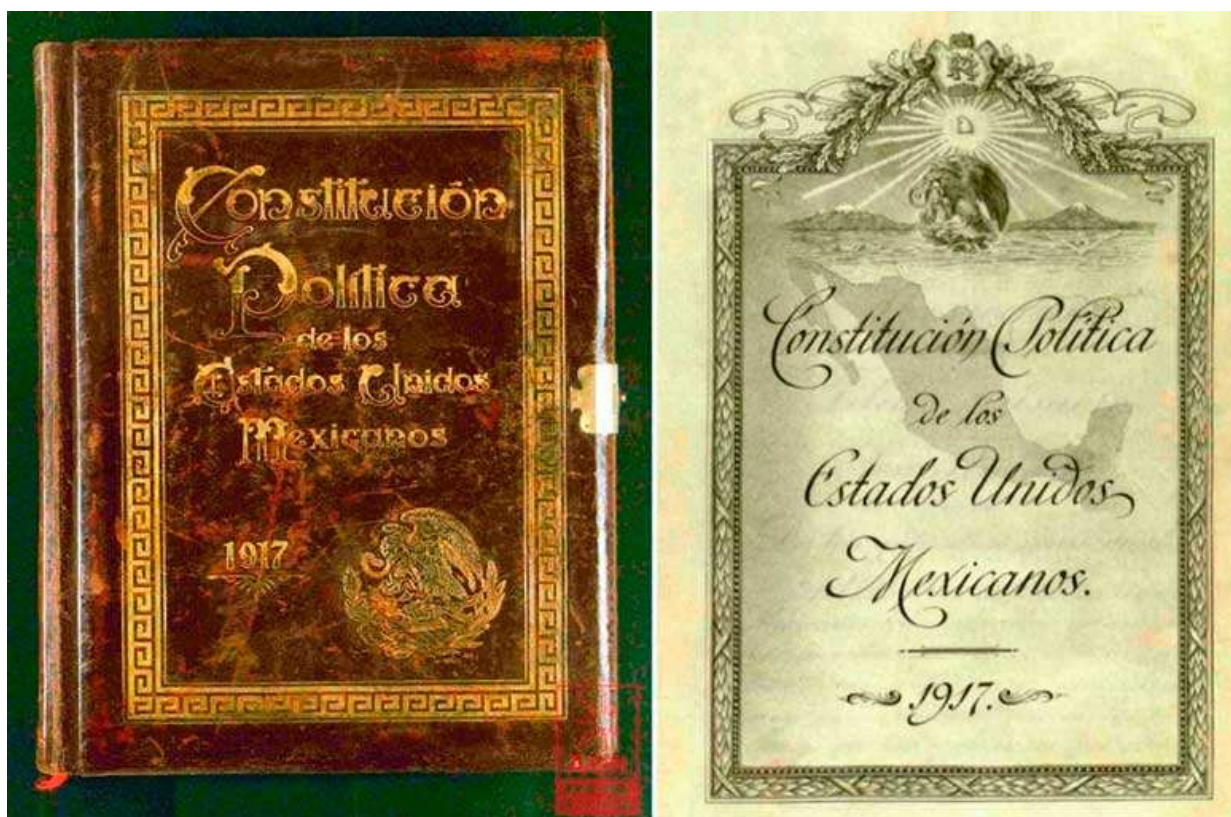 Constitución
Política
de los
Estados Unidos
Mexicanos
1917
Constitución Política
de los
Estados Unidos
Mexicanos.
1917.